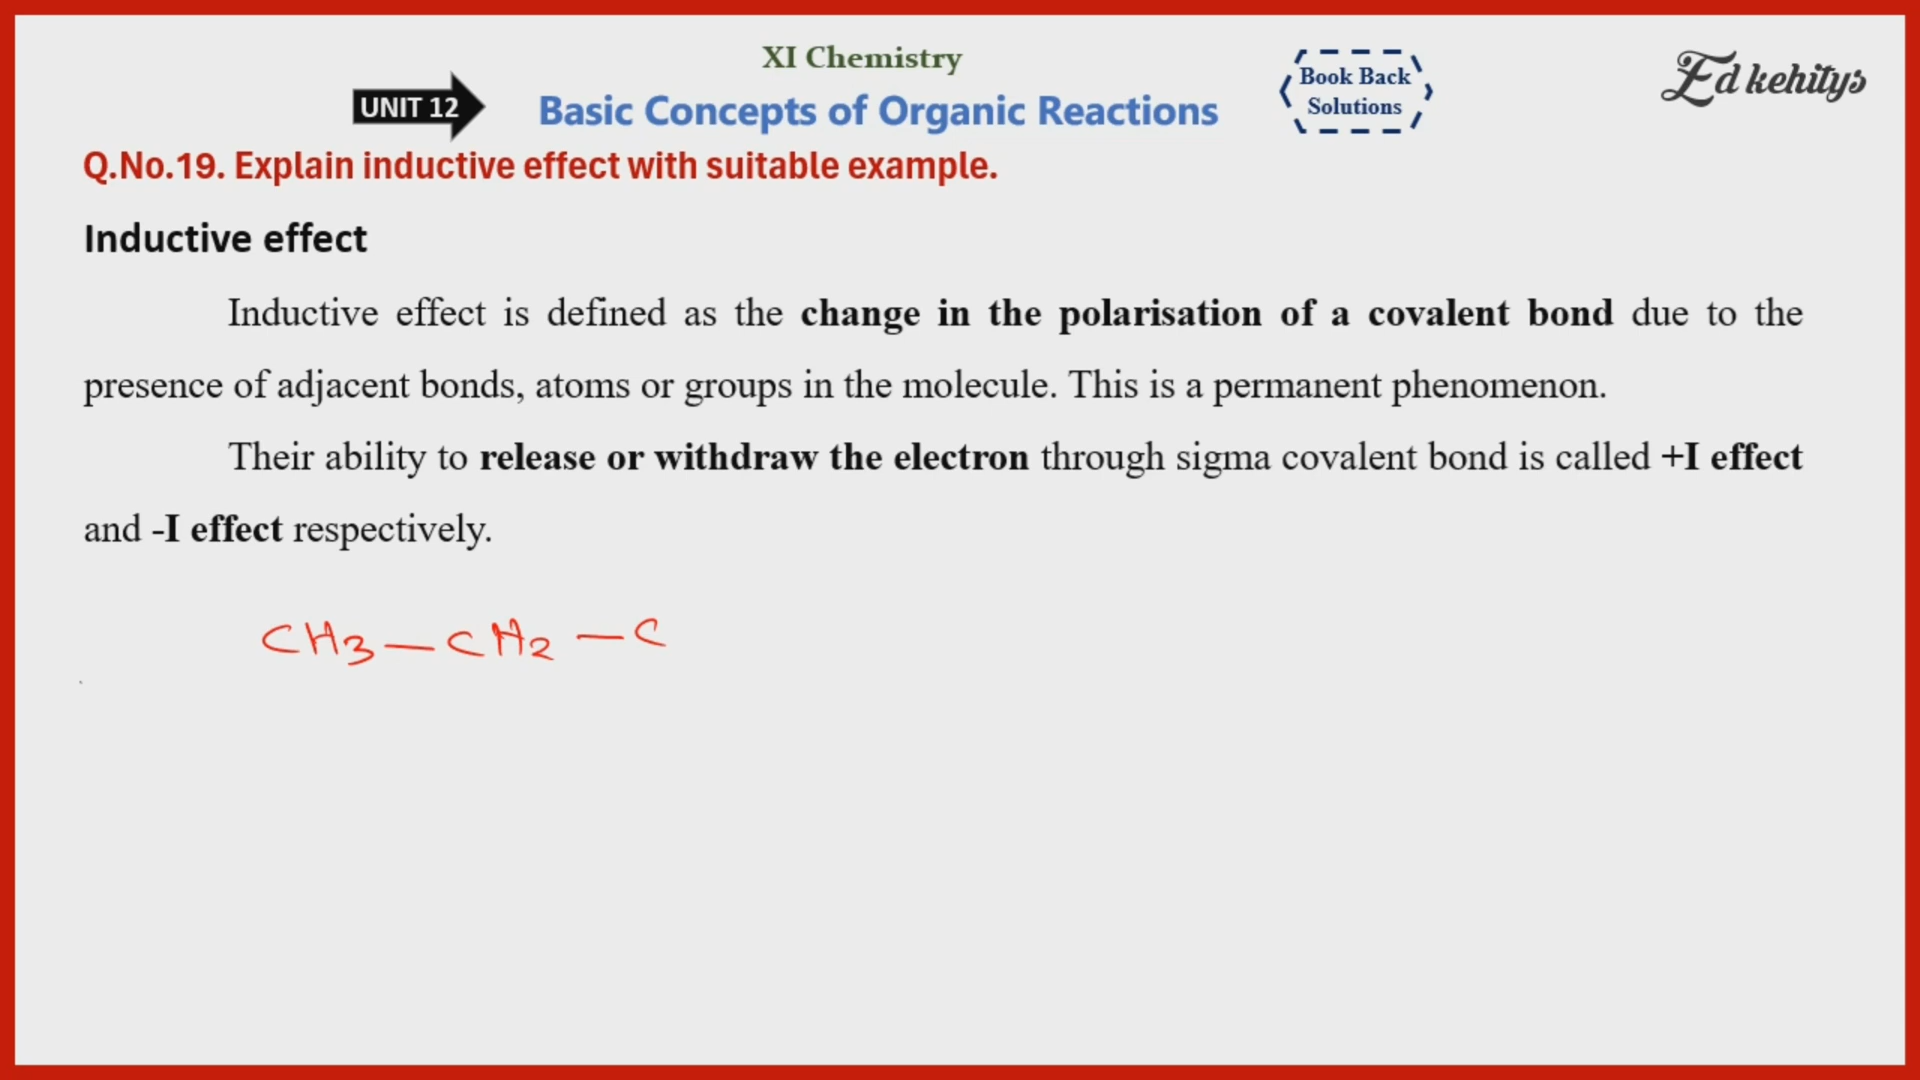 XI Chemistry
UNIT 12
Basic Concepts of Organic Reactions
Book Back
Solutions
Ed kehitys
Q.No.19. Explain inductive effect with suitable example.
Inductive effect
Inductive effect is defined as the change in the polarisation of a covalent bond due to the
presence of adjacent bonds, atoms or groups in the molecule. This is a permanent phenomenon.
Their ability to release or withdraw the electron through sigma covalent bond is called +I effect
and -I effect respectively.
CH3 — CH2 — C